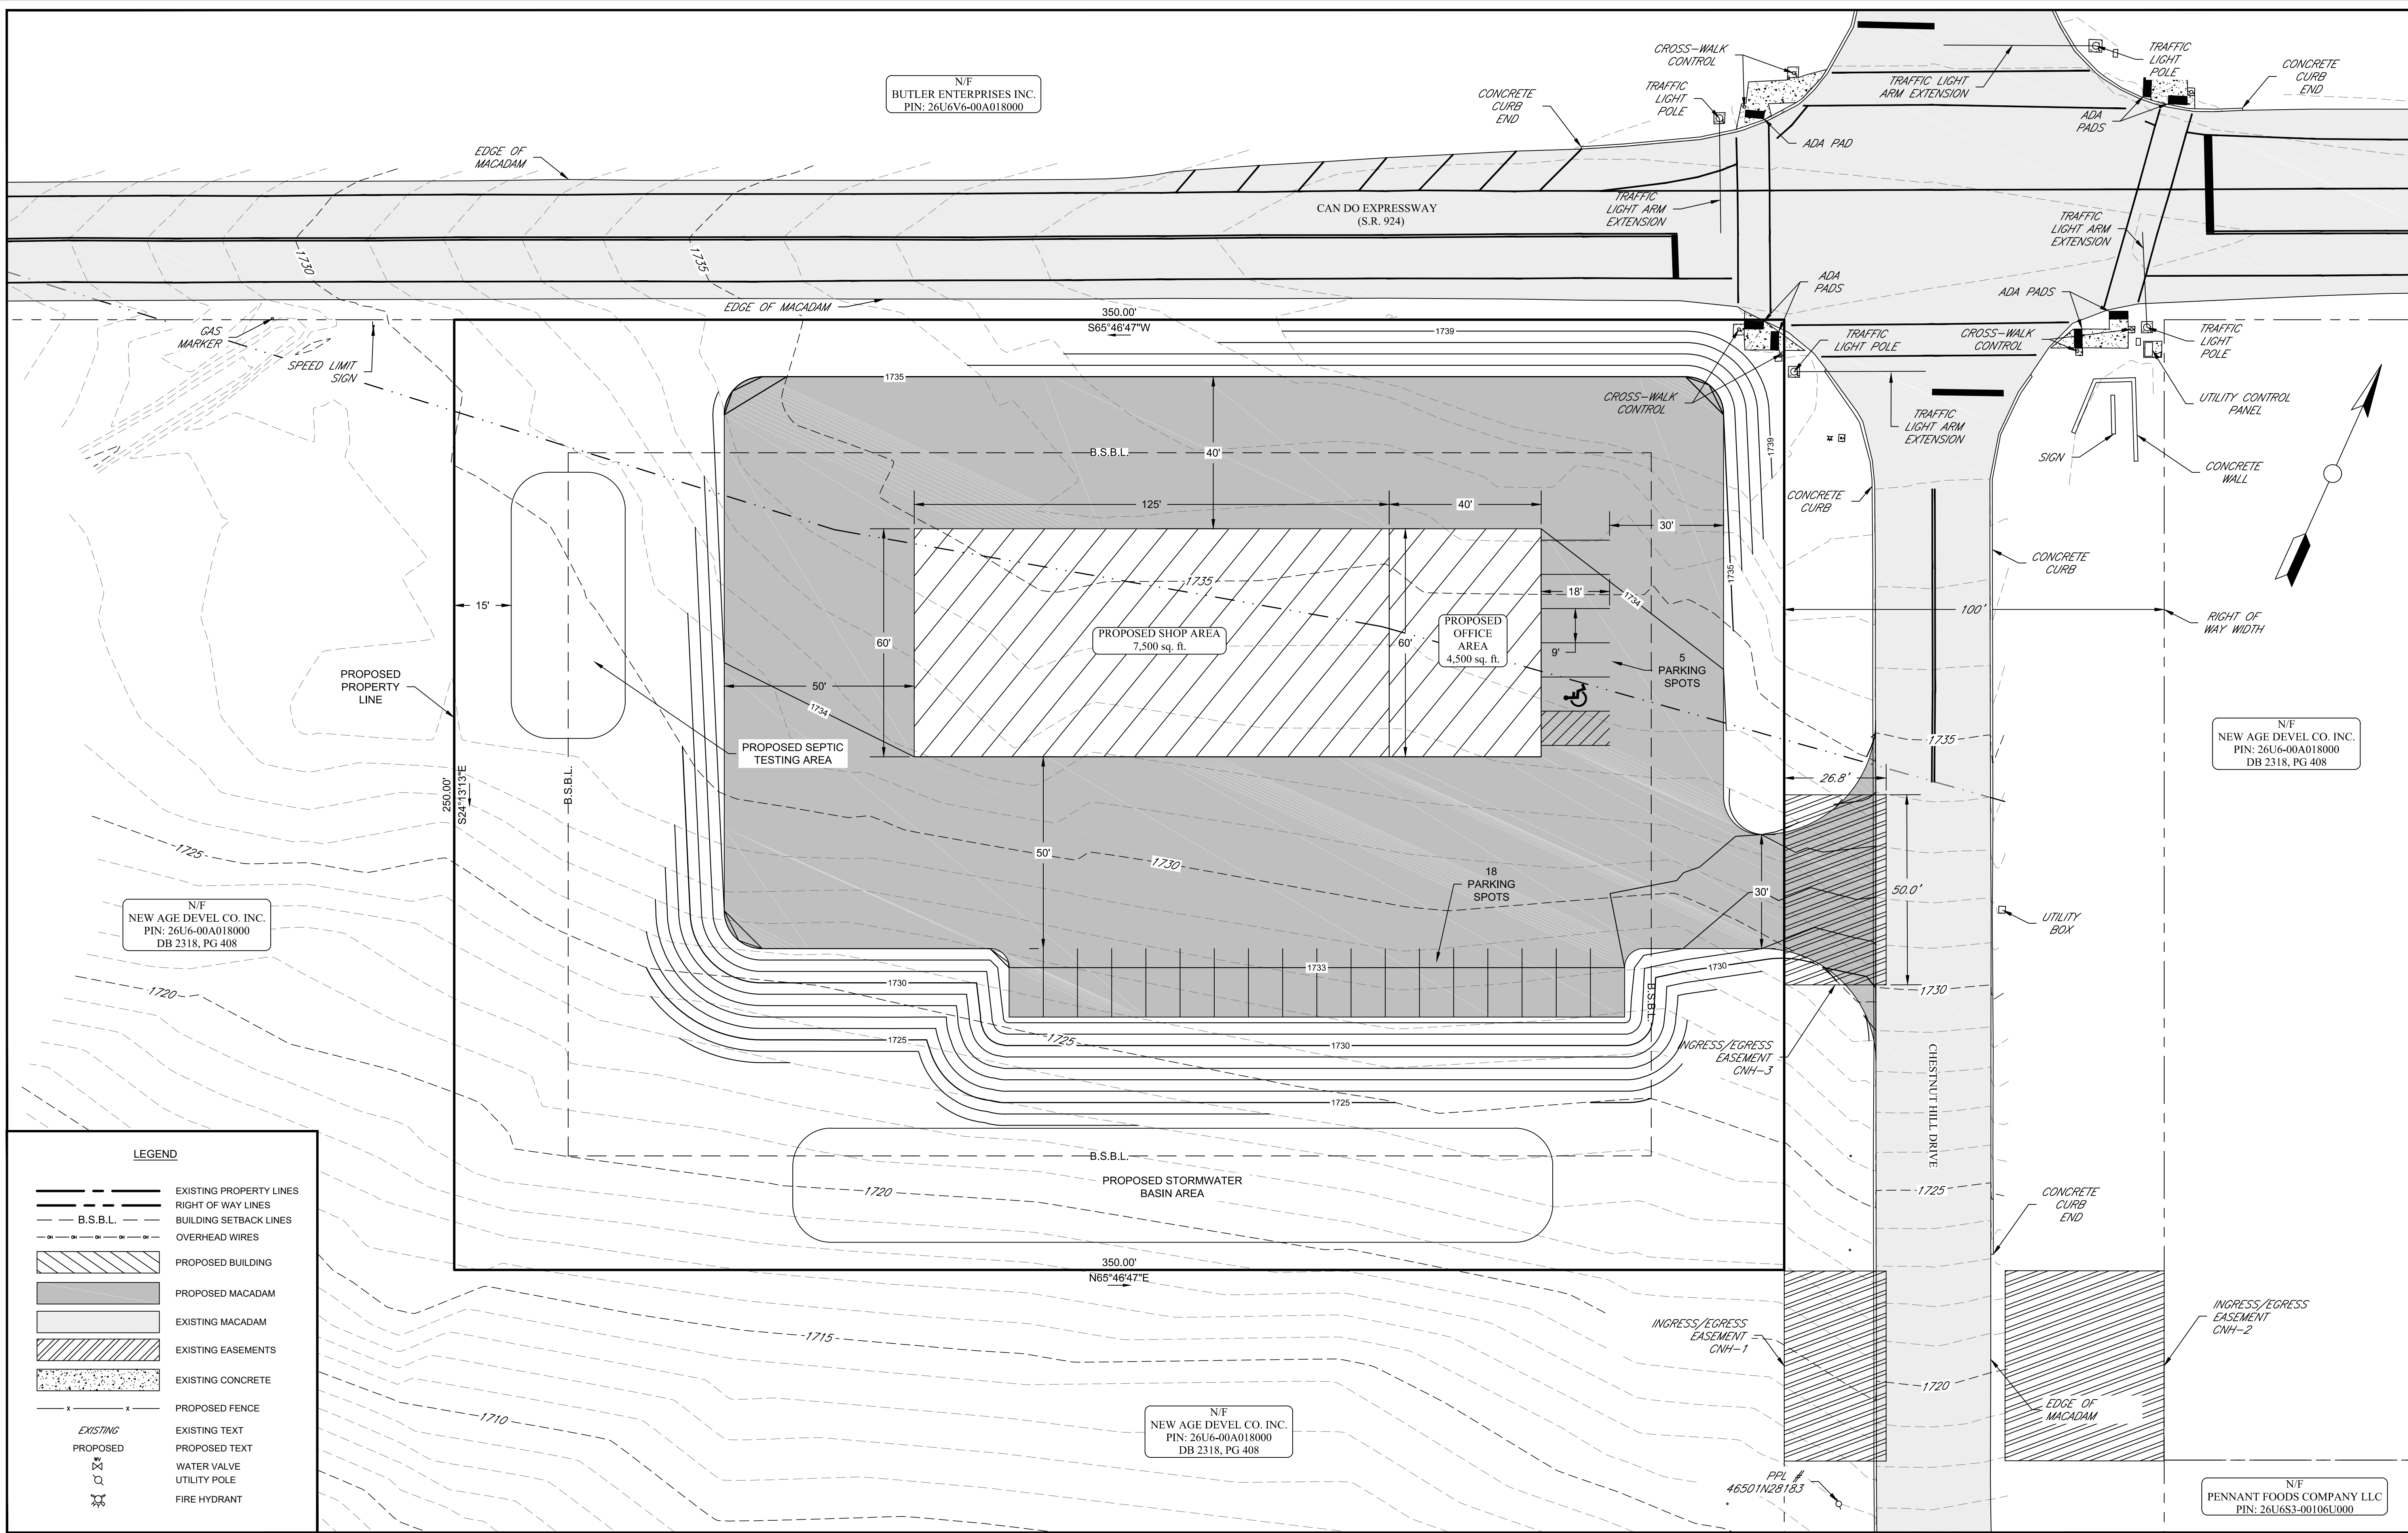 N/F
BUTLER ENTERPRISES INC.
PIN: 26U6V6-00A018000
CROSS-WALK
CONTROL
TRAFFIC
LIGHT
POLE
CONCRETE
CURB
END
TRAFFIC LIGHT
ARM EXTENSION
TRAFFIC
LIGHT
POLE
CONCRETE
CURB
END
ADA
PADS
ADA PAD
EDGE OF
MACADAM
CAN DO EXPRESSWAY
(S.R. 924)
TRAFFIC
LIGHT ARM
EXTENSION
TRAFFIC
LIGHT ARM
EXTENSION
1730
1735
EDGE OF MACADAM
ADA
PADS
ADA PADS
GAS
MARKER
SPEED LIMIT
SIGN
350.00'
S65°46'47"W
1739
TRAFFIC
LIGHT POLE
CROSS-WALK
CONTROL
TRAFFIC
LIGHT
POLE
1735
CROSS-WALK
CONTROL
TRAFFIC
LIGHT ARM
EXTENSION
UTILITY CONTROL
PANEL
1739
SIGN
CONCRETE
WALL
B.S.B.L.
40'
CONCRETE
CURB
125'
40'
30'
CONCRETE
CURB
1735
1735
18'
1734
15'
100'
RIGHT OF
WAY WIDTH
60'
PROPOSED SHOP AREA
7,500 sq. ft.
60'
PROPOSED
OFFICE
AREA
4,500 sq. ft.
9'
5
PARKING
SPOTS
PROPOSED
PROPERTY
LINE
50'
1734
PROPOSED SEPTIC
TESTING AREA
1735
N/F
NEW AGE DEVEL CO. INC.
PIN: 26U6-00A018000
DB 2318, PG 408
250.00'
S24°13'13"E
B.S.B.L.
26.8'
1725
50'
1730
18
PARKING
SPOTS
30'
50.0'
N/F
NEW AGE DEVEL CO. INC.
PIN: 26U6-00A018000
DB 2318, PG 408
UTILITY
BOX
1733
1730
1730
1720
B.S.B.L.
1730
1725
1725
1730
INGRESS/EGRESS
EASEMENT
CNH-3
1725
CHESTNUT HILL DRIVE
B.S.B.L.
PROPOSED STORMWATER
BASIN AREA
1720
1725
CONCRETE
CURB
END
350.00'
N65°46'47"E
INGRESS/EGRESS
EASEMENT
CNH-1
INGRESS/EGRESS
EASEMENT
CNH-2
1715
1720
EDGE OF
MACADAM
1710
N/F
NEW AGE DEVEL CO. INC.
PIN: 26U6-00A018000
DB 2318, PG 408
PPL #
46501N28183
N/F
PENNANT FOODS COMPANY LLC
PIN: 26U6S3-00106U000
LEGEND
EXISTING PROPERTY LINES
RIGHT OF WAY LINES
B.S.B.L. BUILDING SETBACK LINES
OH OH OH OH OH OVERHEAD WIRES
PROPOSED BUILDING
PROPOSED MACADAM
EXISTING MACADAM
EXISTING EASEMENTS
EXISTING CONCRETE
x x PROPOSED FENCE
EXISTING EXISTING TEXT
PROPOSED PROPOSED TEXT
WV WATER VALVE
UTILITY POLE
FIRE HYDRANT